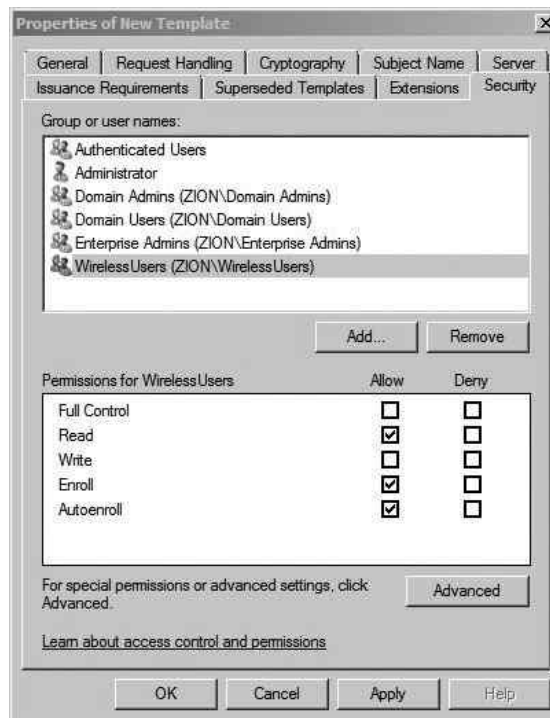 Properties of New Template
General Request Handling Cryptography Subject Name Server
Issuance Requirements Superseded Templates Extensions Security
Group or user names:
Authenticated Users
Administrator
Domain Admins (ZION\Domain Admins)
Domain Users (ZION\Domain Users)
Enterprise Admins (ZION\Enterprise Admins)
WirelessUsers (ZION\WirelessUsers)
Add... Remove
Permissions for WirelessUsers Allow Deny
Full Control
Read
Write
Enroll
Autoenroll
For special permissions or advanced settings, click
Advanced.
Advanced
Learn about access control and permissions
OK Cancel Apply Help